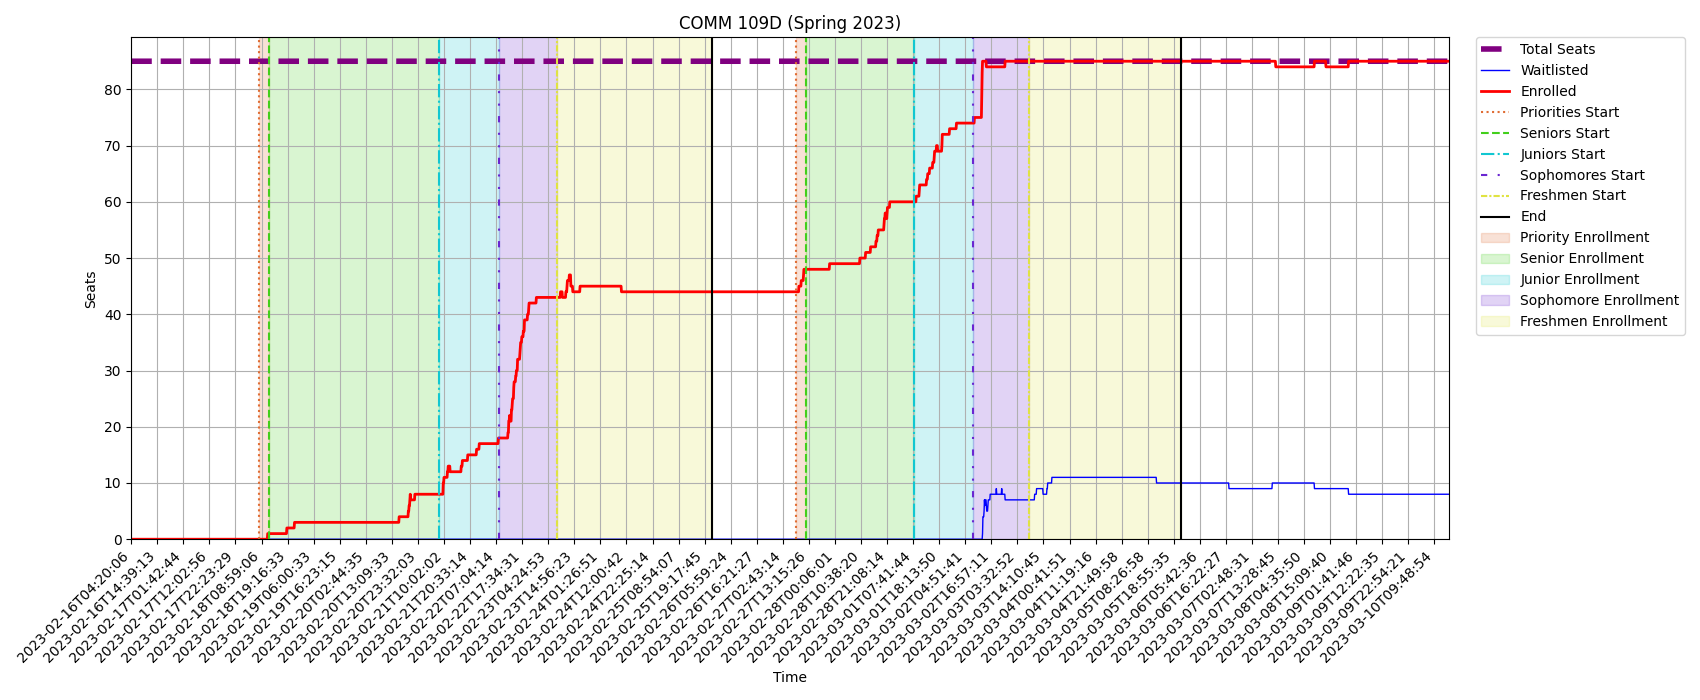 COMM 109D (Spring 2023)
Seats
80
70
60
50
40
30
20
10
0
2023-02-16T04:20:06
2023-02-16T14:39:13
2023-02-17T01:42:44
2023-02-17T12:02:56
2023-02-17T22:23:29
2023-02-18T08:59:06
2023-02-18T19:16:33
2023-02-19T06:00:33
2023-02-19T16:23:15
2023-02-20T02:44:35
2023-02-20T13:09:33
2023-02-20T23:32:03
2023-02-21T10:02:02
2023-02-21T20:33:14
2023-02-22T07:04:14
2023-02-22T17:34:31
2023-02-23T04:24:53
2023-02-23T14:56:23
2023-02-24T01:26:51
2023-02-24T12:00:42
2023-02-24T22:25:14
2023-02-25T08:54:07
2023-02-25T19:17:45
2023-02-26T05:59:24
2023-02-26T16:21:27
2023-02-27T02:43:14
2023-02-27T13:15:26
2023-02-28T00:06:01
2023-02-28T10:38:20
2023-02-28T21:08:14
2023-03-01T07:41:44
2023-03-01T18:13:50
2023-03-02T04:51:41
2023-03-02T16:57:11
2023-03-03T03:32:52
2023-03-03T14:10:45
2023-03-04T00:41:51
2023-03-04T11:19:16
2023-03-04T21:49:58
2023-03-05T08:26:58
2023-03-05T18:55:35
2023-03-06T05:42:36
2023-03-06T16:22:27
2023-03-07T02:48:31
2023-03-07T13:28:45
2023-03-08T04:35:50
2023-03-08T15:09:40
2023-03-09T01:41:46
2023-03-09T12:22:35
2023-03-09T22:54:21
2023-03-10T09:48:54
Time
Total Seats
Waitlisted
Enrolled
Priorities Start
Seniors Start
Juniors Start
Sophomores Start
Freshmen Start
End
Priority Enrollment
Senior Enrollment
Junior Enrollment
Sophomore Enrollment
Freshmen Enrollment